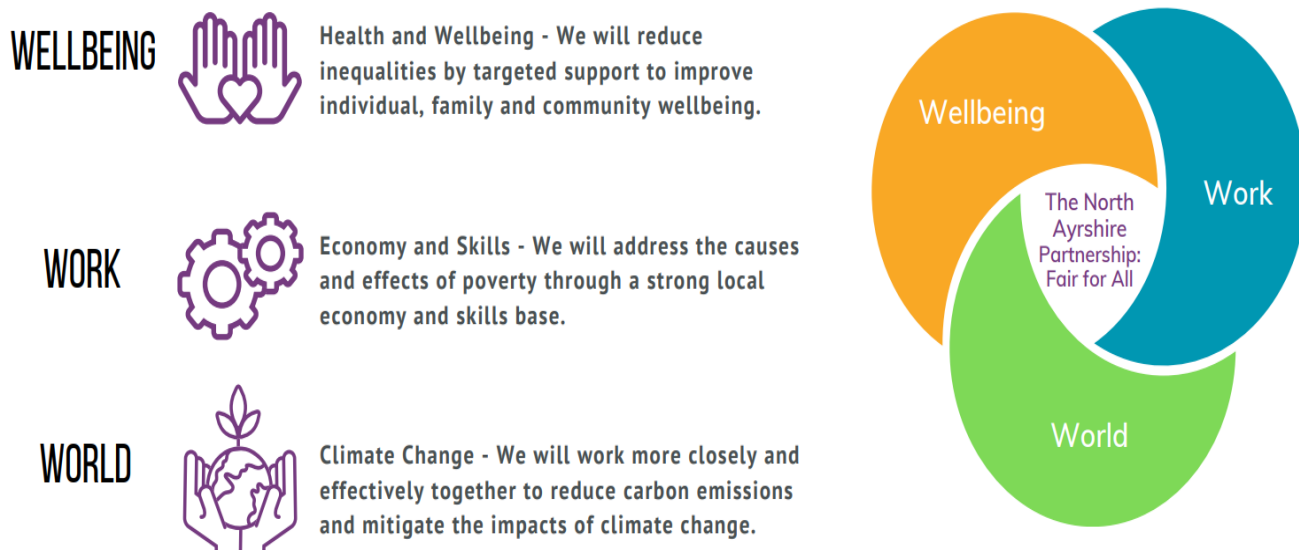 WELLBEING
Health and Wellbeing - We will reduce
inequalities by targeted support to improve
individual, family and community wellbeing.
WORK
Economy and Skills - We will address the causes
and effects of poverty through a strong local
economy and skills base.
WORLD
Climate Change - We will work more closely and
effectively together to reduce carbon emissions
and mitigate the impacts of climate change.
Wellbeing
Work
The North
Ayrshire
Partnership:
Fair for All
World